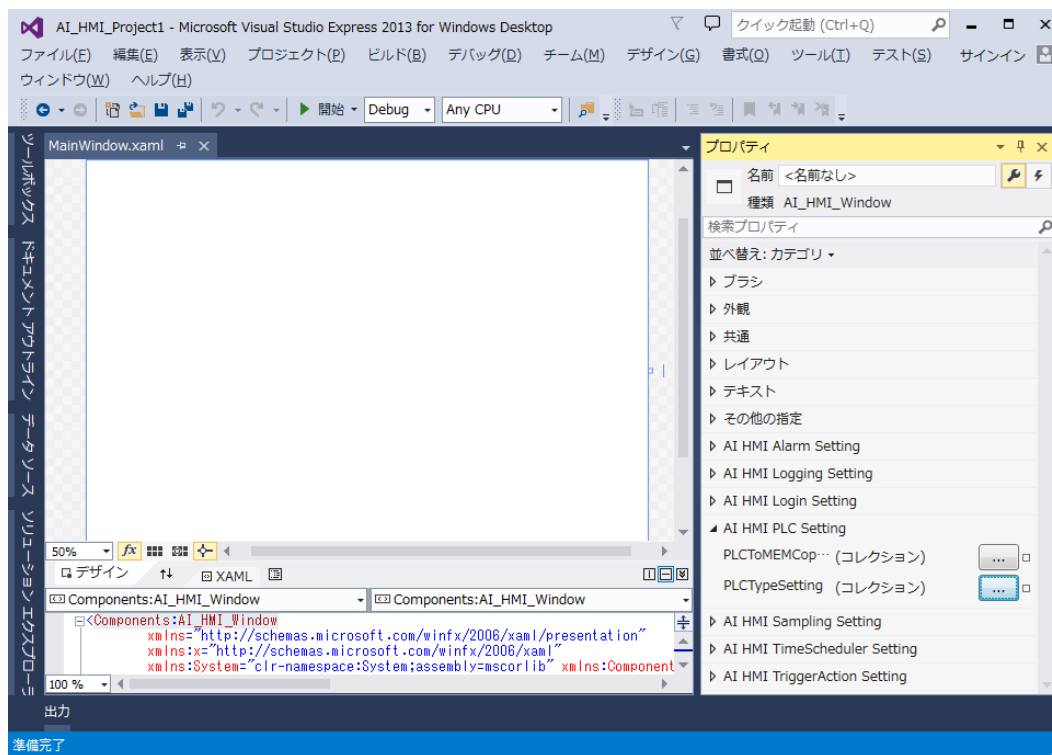 AI_HMI_Project1 - Microsoft Visual Studio Express 2013 for Windows Desktop
クイック起動 (Ctrl+Q)
ファイル(F) 編集(E) 表示(V) プロジェクト(P) ビルド(B) デバッグ(D) チーム(M) デザイン(G) 書式(O) ツール(T) テスト(S) サインイン
ウィンドウ(W) ヘルプ(H)
開始 Debug Any CPU
ツールボックス
ドキュメント アウトライン
データ ソース
ソリューション エクスプローラ
MainWindow.xaml
50%
fx
デザイン
XAML
Components:AI_HMI_Window
Components:AI_HMI_Window
<Components:AI_HMI_Window
xmlns="http://schemas.microsoft.com/winfx/2006/xaml/presentation"
xmlns:x="http://schemas.microsoft.com/winfx/2006/xaml"
xmlns:System="clr-namespace:System;assembly=mscorlib" xmlns:Component
100 %
プロパティ
名前 <名前なし>
種類 AI_HMI_Window
検索プロパティ
並べ替え: カテゴリ
ブラシ
外観
共通
レイアウト
テキスト
その他の指定
AI HMI Alarm Setting
AI HMI Logging Setting
AI HMI Login Setting
AI HMI PLC Setting
PLCToMEMCop… (コレクション) ...
PLCTypeSetting (コレクション) ...
AI HMI Sampling Setting
AI HMI TimeScheduler Setting
AI HMI TriggerAction Setting
出力
準備完了